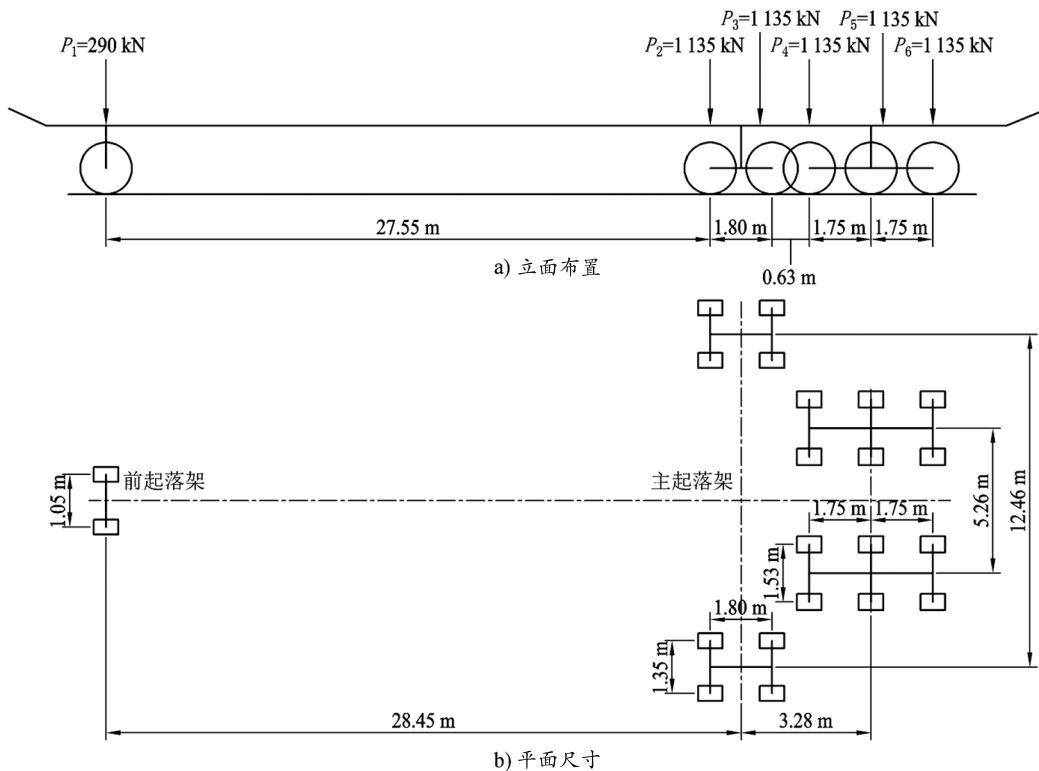 P₃=1 135 kN
P₅=1 135 kN
P₁=290 kN
P₂=1 135 kN
P₄=1 135 kN
P₆=1 135 kN
27.55 m
1.80 m
1.75 m
1.75 m
0.63 m
a) 立面布置
前起落架
主起落架
1.05 m
1.75 m
1.75 m
5.26 m
12.46 m
1.53 m
1.80 m
1.35 m
28.45 m
3.28 m
b) 平面尺寸